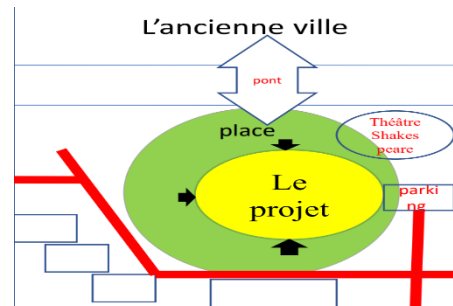 L'ancienne ville
pont
place
Théâtre
Shakes
peare
Le
projet
parki
ng